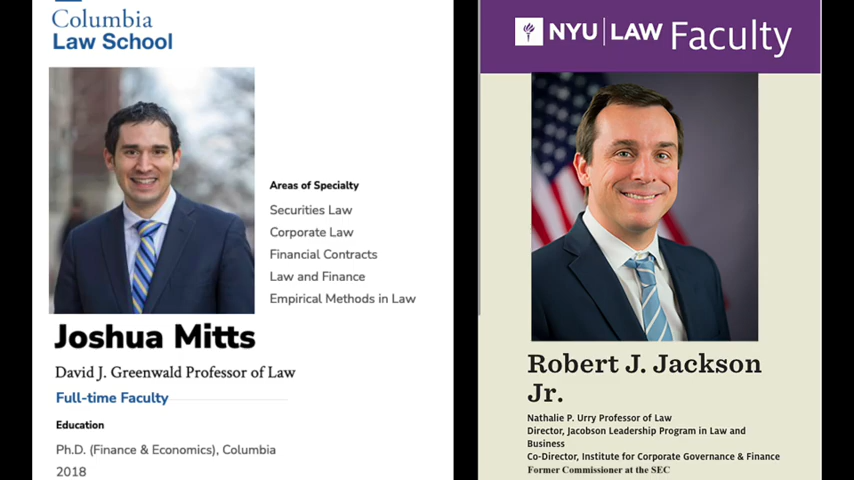 Columbia
Law School
Areas of Specialty
Securities Law
Corporate Law
Financial Contracts
Law and Finance
Empirical Methods in Law
Joshua Mitts
David J. Greenwald Professor of Law
Full-time Faculty
Education
Ph.D. (Finance & Economics), Columbia
2018
NYU LAW Faculty
Robert J. Jackson
Jr.
Nathalie P. Urry Professor of Law
Director, Jacobson Leadership Program in Law and
Business
Co-Director, Institute for Corporate Governance & Finance
Former Commissioner at the SEC